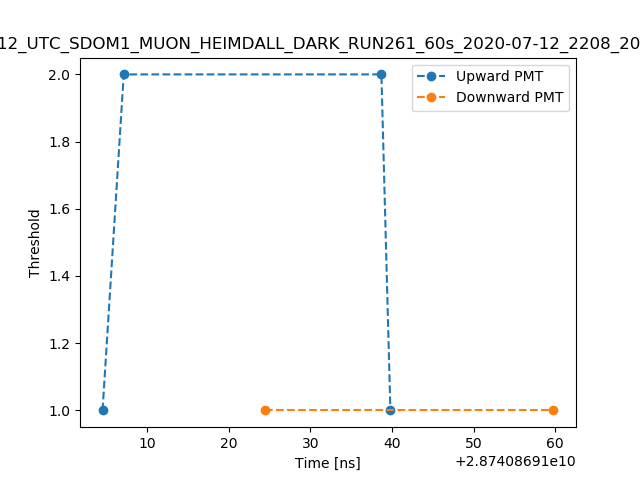 12_UTC_SDOM1_MUON_HEIMDALL_DARK_RUN261_60s_2020-07-12_2208_20
Upward PMT
Downward PMT
2.0
1.8
1.6
1.4
1.2
1.0
Threshold
10 20 30 40 50 60
Time [ns]
+2.87408691e10